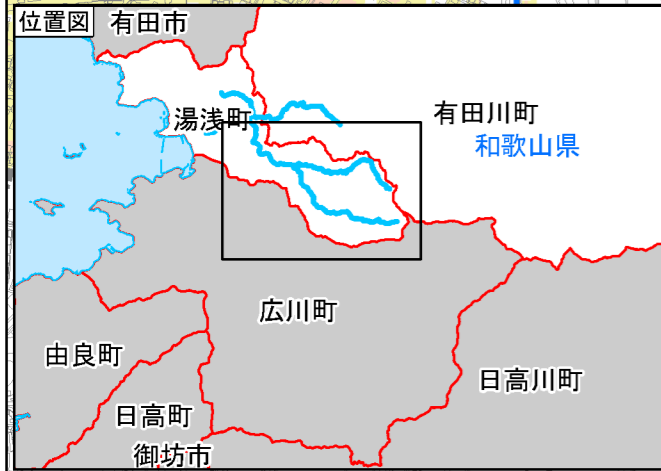 位置図
有田市
湯浅町
有田川町
和歌山県
広川町
由良町
日高川町
日高町
御坊市